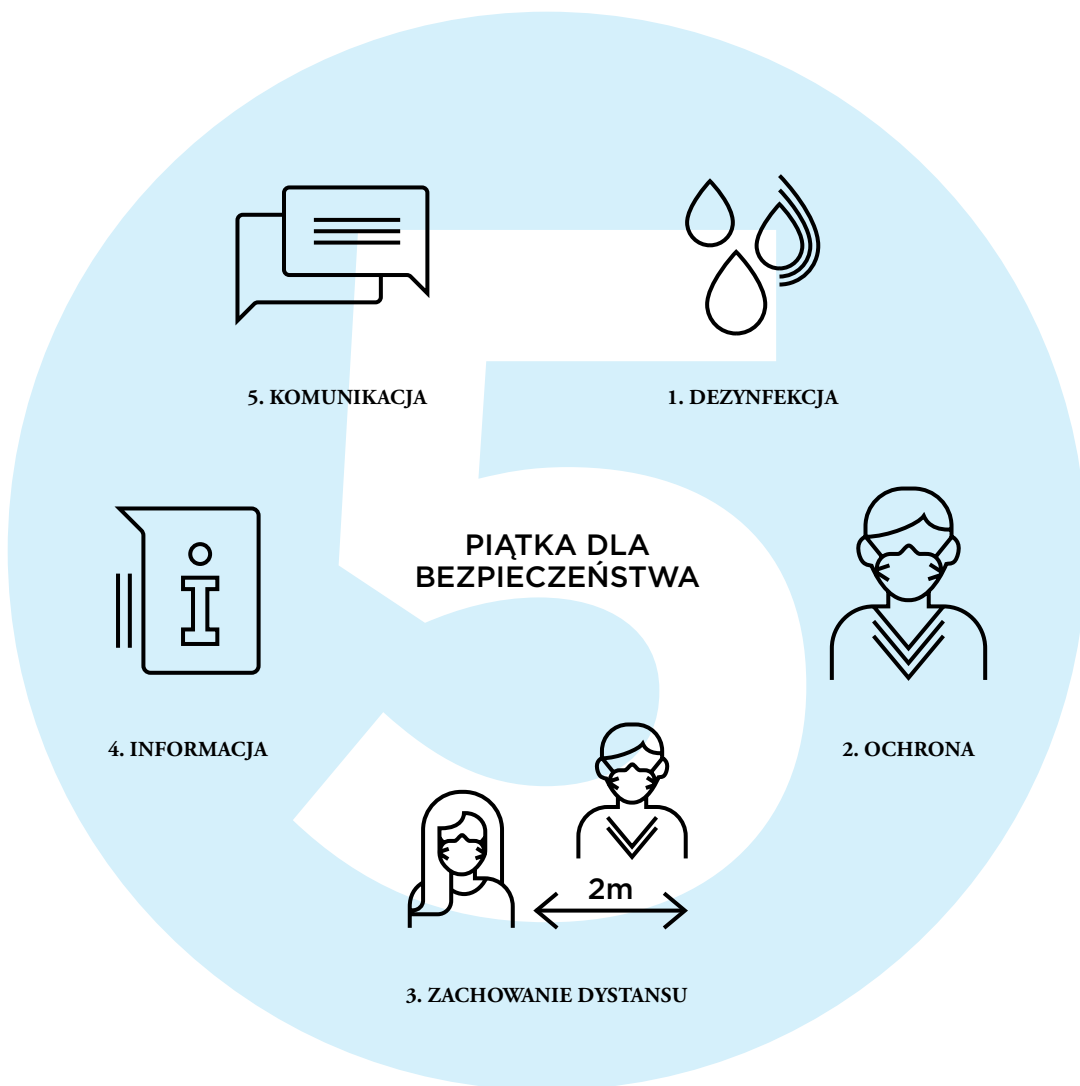 5. KOMUNIKACJA
1. DEZYNFEKCJA
PIĄTKA DLA
BEZPIECZEŃSTWA
4. INFORMACJA
2. OCHRONA
2m
3. ZACHOWANIE DYSTANSU